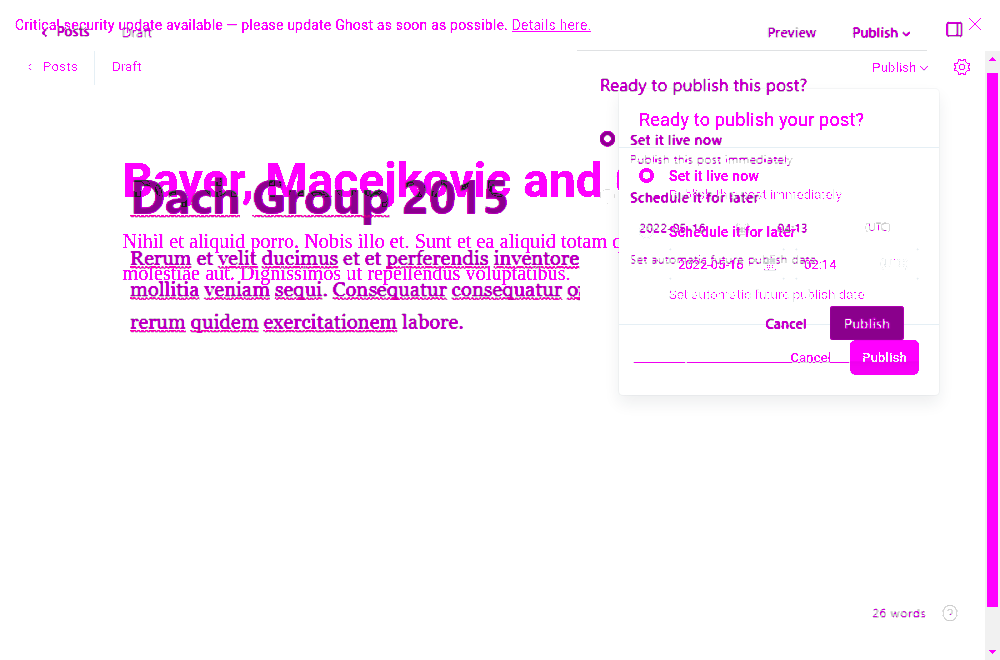 Critical security update available — please update Ghost as soon as possible. Details here.
‹ Posts Draft
Preview Publish
‹ Posts Draft
Publish
Ready to publish this post?
Ready to publish your post?
Set it live now
Publish this post immediately
Set it live now
Publish this post immediately
Bayer, Macejkovic and
Dach Group 2015
Schedule it for later
2022-05-16 04:13 (UTC)
Schedule it for later
Nihil et aliquid porro. Nobis illo et. Sunt et ea aliquid totam
Rerum et velit ducimus et et perferendis inventore
Set automatic future publish date
2022-05-16 02:14
molestiae aut. Dignissimos ut repellendus voluptatibus.
mollitia veniam sequi. Consequatur consequatur
Set automatic future publish date
rerum quidem exercitationem labore.
Cancel Publish
Cancel Publish
26 words ?